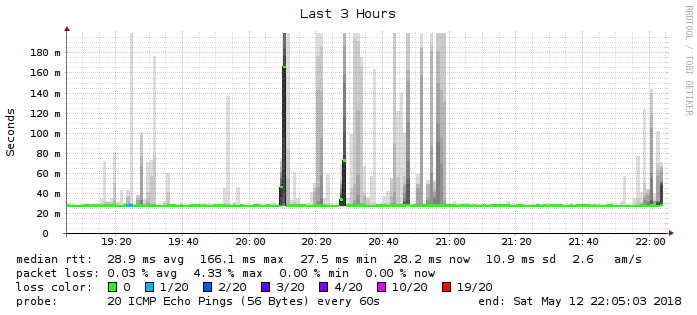 Last 3 Hours
RRDTOOL / TOBI OETIKER
Seconds
180 m
160 m
140 m
120 m
100 m
80 m
60 m
40 m
20 m
0
19:20 19:40 20:00 20:20 20:40 21:00 21:20 21:40 22:00
median rtt: 28.9 ms avg 166.1 ms max 27.5 ms min 28.2 ms now 10.9 ms sd 2.6 am/s
packet loss: 0.03 % avg 4.33 % max 0.00 % min 0.00 % now
loss color: 0 1/20 2/20 3/20 4/20 10/20 19/20
probe: 20 ICMP Echo Pings (56 Bytes) every 60s end: Sat May 12 22:05:03 2018